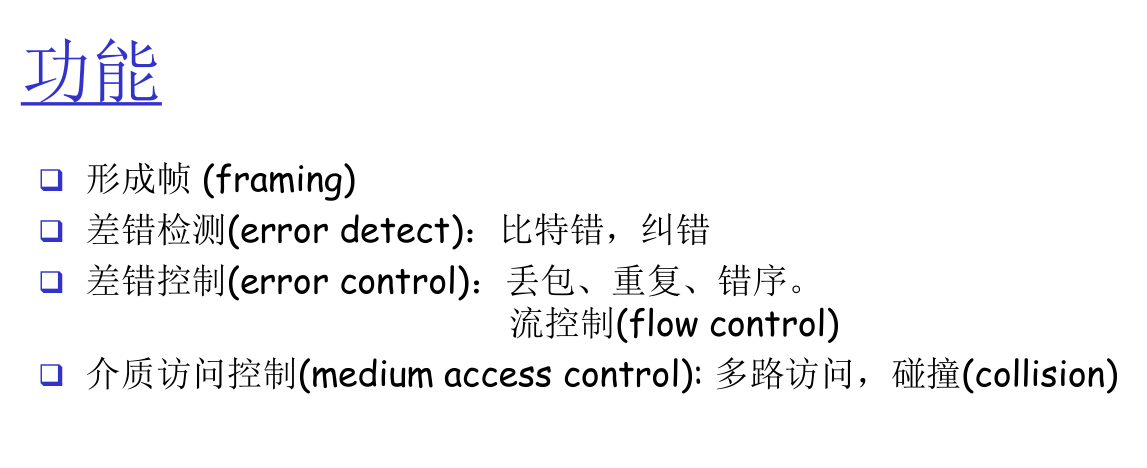 功能
形成帧 (framing)
差错检测(error detect)：比特错，纠错
差错控制(error control)：丢包、重复、错序。
流控制(flow control)
介质访问控制(medium access control): 多路访问，碰撞(collision)